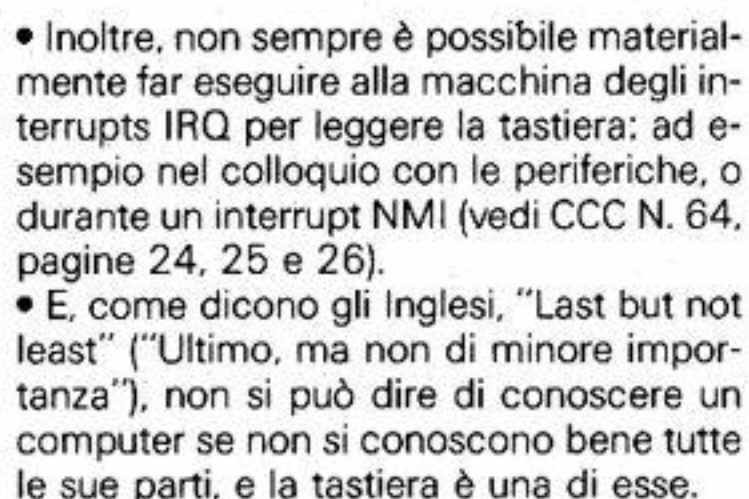 • Inoltre, non sempre è possibile material-
mente far eseguire alla macchina degli in-
terrupts IRQ per leggere la tastiera: ad e-
sempio nel colloquio con le periferiche, o
durante un interrupt NMI (vedi CCC N. 64,
pagine 24, 25 e 26).
• E, come dicono gli Inglesi, "Last but not
least" ("Ultimo, ma non di minore impor-
tanza"), non si può dire di conoscere un
computer se non si conoscono bene tutte
le sue parti, e la tastiera è una di esse.